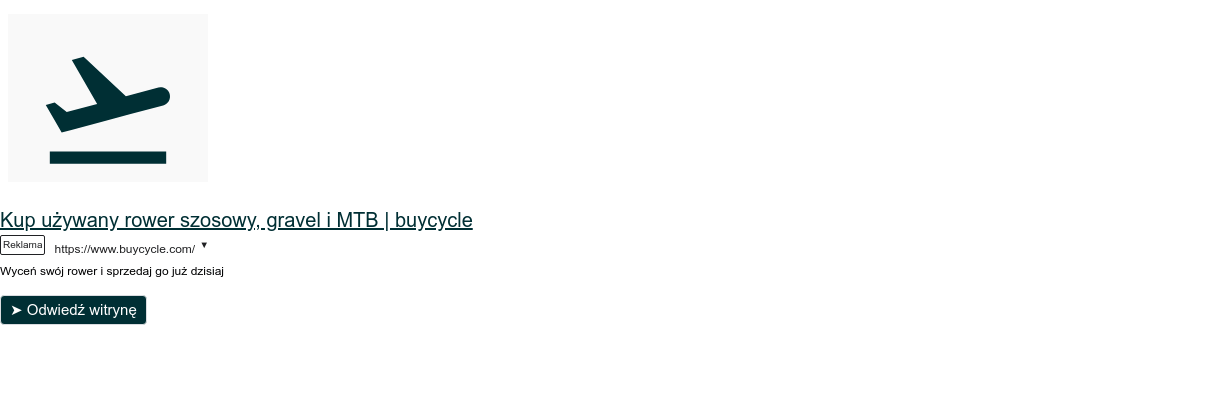 Kup używany rower szosowy, gravel i MTB | buycycle
Reklama https://www.buycycle.com/ ▼
Wyceń swój rower i sprzedaj go już dzisiaj
➤ Odwiedź witrynę